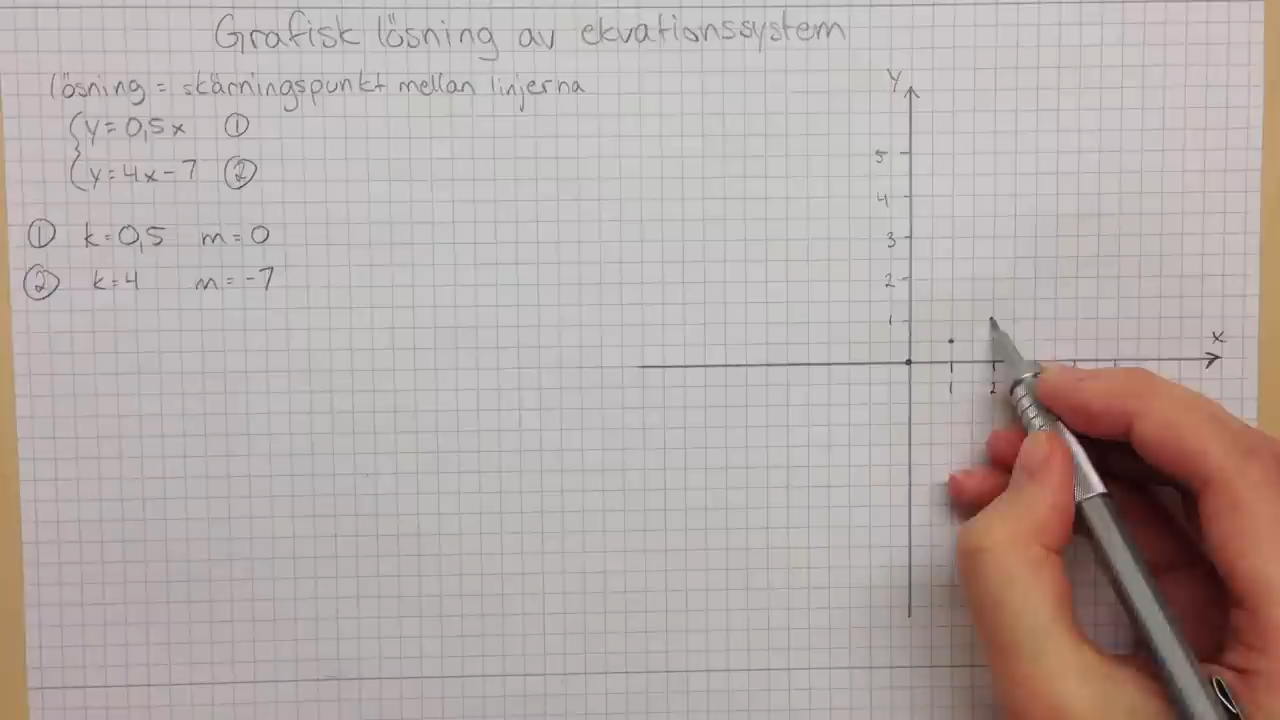 Grafisk lösning av ekvationssystem
lösning = skärningspunkt mellan linjerna
{y=0,5x ①
{y=4x-7 ②
① k=0,5 m=0
② k=4 m=-7
y
5
4
3
2
1
x
1 2